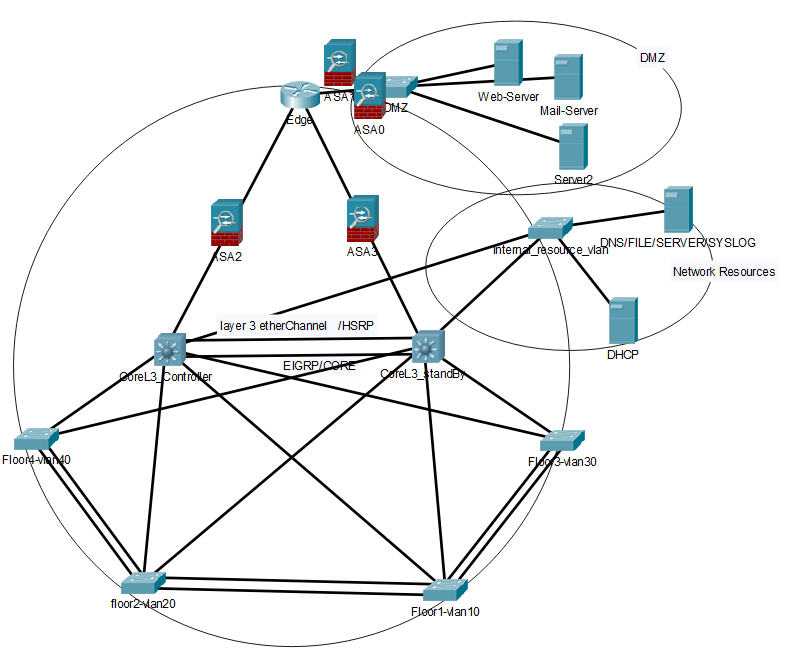 DMZ
Web-Server
ASA1
DMZ
Mail-Server
Edge
ASA0
Server2
DNS/FILE/SERVER/SYSLOG
internal_resource_vlan
ASA2
ASA3
Network Resources
layer 3 etherChannel /HSRP
DHCP
EIGRP/CORE
CoreL3_Controller
CoreL3_standBy
Floor4-vlan40
Floor3-vlan30
floor2-vlan20
Floor1-vlan10